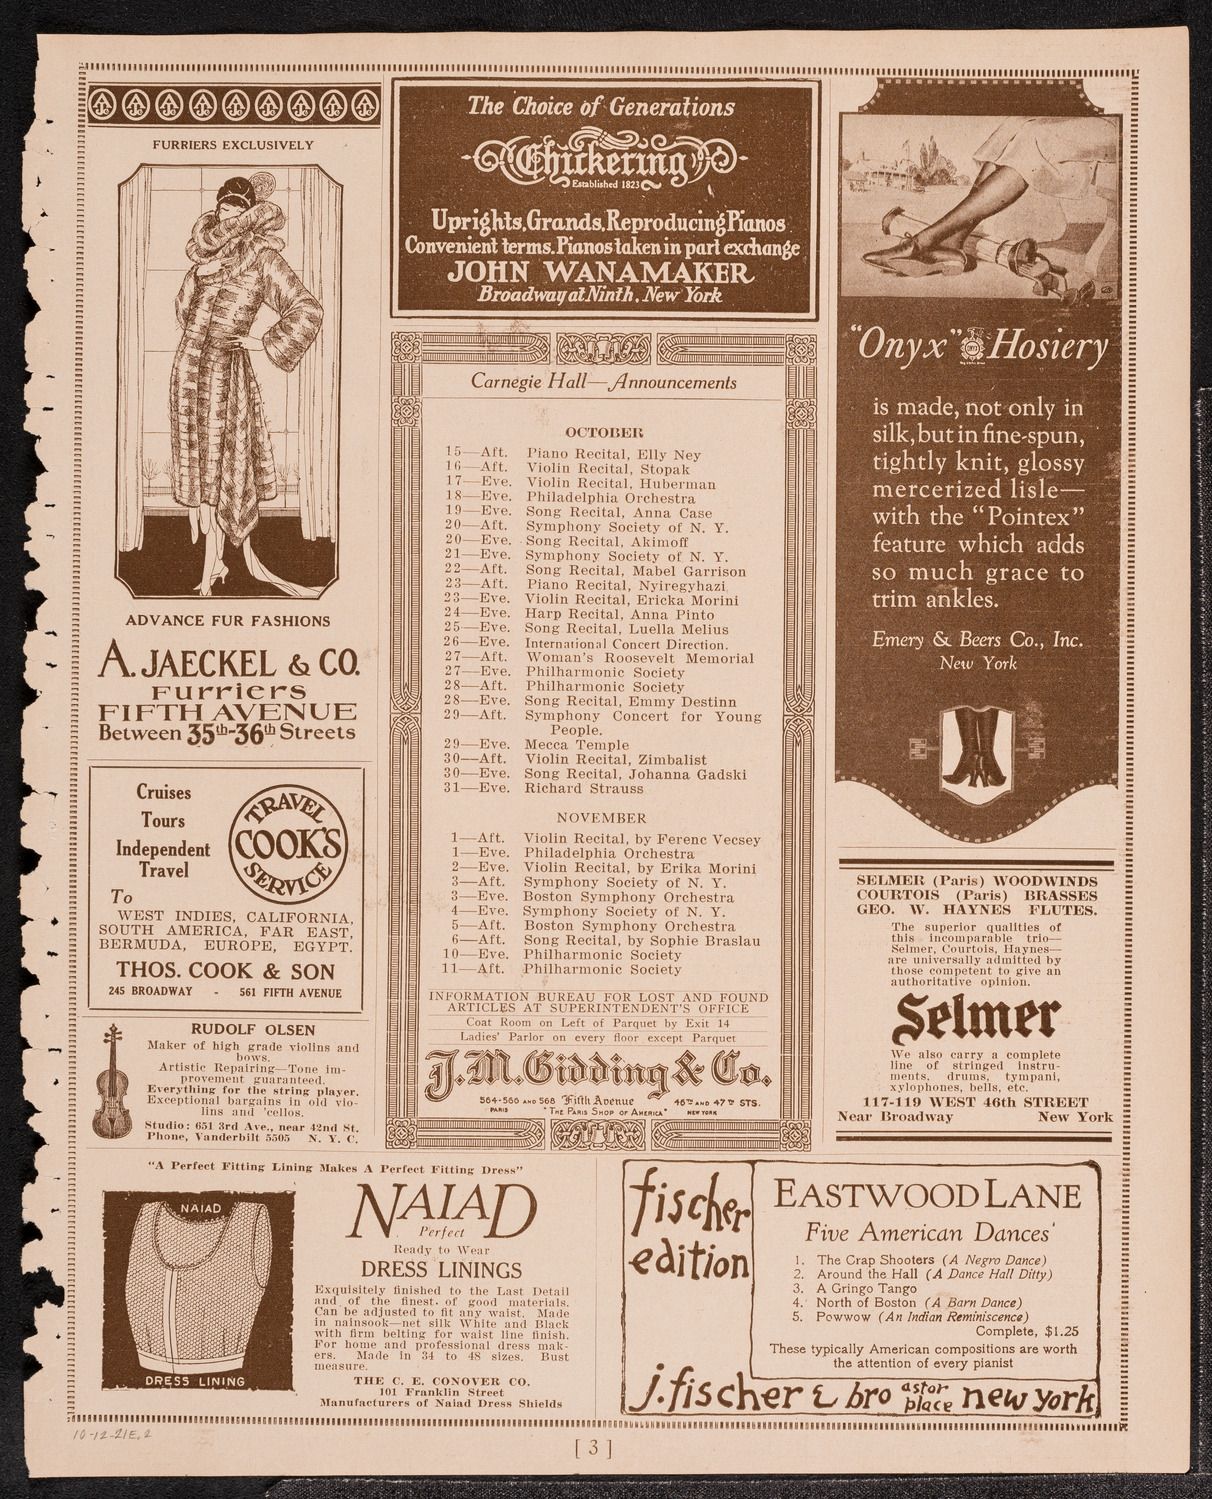 FURRIERS EXCLUSIVELY
ADVANCE FUR FASHIONS
A. JAECKEL & CO.
Furriers
FIFTH AVENUE
Between 35th-36th Streets
Cruises
Tours
Independent
Travel
To
TRAVEL
COOK'S
SERVICE
WEST INDIES, CALIFORNIA,
SOUTH AMERICA, FAR EAST,
BERMUDA, EUROPE, EGYPT.
THOS. COOK & SON
245 BROADWAY - 561 FIFTH AVENUE
RUDOLF OLSEN
Maker of high grade violins and
bows.
Artistic Repairing—Tone im-
provement guaranteed.
Everything for the string player.
Exceptional bargains in old vio-
lins and 'cellos.
Studio: 651 3rd Ave., near 42nd St.
Phone, Vanderbilt 5505 N. Y. C.
The Choice of Generations
Chickering
Established 1823
Uprights, Grands, Reproducing Pianos
Convenient terms. Pianos taken in part exchange
JOHN WANAMAKER
Broadway at Ninth, New York
Carnegie Hall—Announcements
OCTOBER
15—Aft. Piano Recital, Elly Ney
16—Aft. Violin Recital, Stopak
17—Eve. Violin Recital, Huberman
18—Eve. Philadelphia Orchestra
19—Eve. Song Recital, Anna Case
20—Aft. Symphony Society of N. Y.
20—Eve. Song Recital, Akimoff
21—Eve. Symphony Society of N. Y.
22—Aft. Song Recital, Mabel Garrison
23—Aft. Piano Recital, Nyiregyhazi
23—Eve. Violin Recital, Ericka Morini
24—Eve. Harp Recital, Anna Pinto
25—Eve. Song Recital, Luella Melius
26—Eve. International Concert Direction.
27—Aft. Woman's Roosevelt Memorial
27—Eve. Philharmonic Society
28—Aft. Philharmonic Society
28—Eve. Song Recital, Emmy Destinn
29—Aft. Symphony Concert for Young
People.
29—Eve. Mecca Temple
30—Aft. Violin Recital, Zimbalist
30—Eve. Song Recital, Johanna Gadski
31—Eve. Richard Strauss
NOVEMBER
1—Aft. Violin Recital, by Ferenc Vecsey
1—Eve. Philadelphia Orchestra
2—Eve. Violin Recital, by Erika Morini
3—Aft. Symphony Society of N. Y.
3—Eve. Boston Symphony Orchestra
4—Eve. Symphony Society of N. Y.
5—Aft. Boston Symphony Orchestra
6—Aft. Song Recital, by Sophie Braslau
10—Eve. Philharmonic Society
11—Aft. Philharmonic Society
INFORMATION BUREAU FOR LOST AND FOUND
ARTICLES AT SUPERINTENDENT'S OFFICE
Coat Room on Left of Parquet by Exit 14
Ladies' Parlor on every floor except Parquet
J. M. Gidding & Co.
564-566 AND 568 Fifth Avenue 46TH AND 47TH STS.
PARIS "THE PARIS SHOP OF AMERICA" NEW YORK
"Onyx" Hosiery
is made, not only in
silk, but in fine-spun,
tightly knit, glossy
mercerized lisle—
with the "Pointex"
feature which adds
so much grace to
trim ankles.
Emery & Beers Co., Inc.
New York
SELMER (Paris) WOODWINDS
COURTOIS (Paris) BRASSES
GEO. W. HAYNES FLUTES.
The superior qualities of
this incomparable trio—
Selmer, Courtois, Haynes—
are universally admired by
those competent to give an
authoritative opinion.
Selmer
We also carry a complete
line of stringed instru-
ments, drums, tympani,
xylophones, bells, etc.
117-119 WEST 46th STREET
Near Broadway New York
"A Perfect Fitting Lining Makes A Perfect Fitting Dress"
NAIAD
DRESS LINING
NAIAD
Perfect
Ready to Wear
DRESS LININGS
Exquisitely finished to the Last Detail
and of the finest of good materials.
Can be adjusted to fit any waist. Made
in nainsook—net silk White and Black
with firm belting for waist line finish.
For home and professional dress mak-
ers. Made in 34 to 48 sizes. Bust
measure.
THE C. E. CONOVER CO.
101 Franklin Street
Manufacturers of Naiad Dress Shields
fischer
edition
EASTWOOD LANE
Five American Dances'
1. The Crap Shooters (A Negro Dance)
2. Around the Hall (A Dance Hall Ditty)
3. A Gringo Tango
4. North of Boston (A Barn Dance)
5. Powwow (An Indian Reminiscence)
Complete, $1.25
These typically American compositions are worth
the attention of every pianist
j. fischer & bro astor place new york
10-12-21E, 2
[ 3 ]